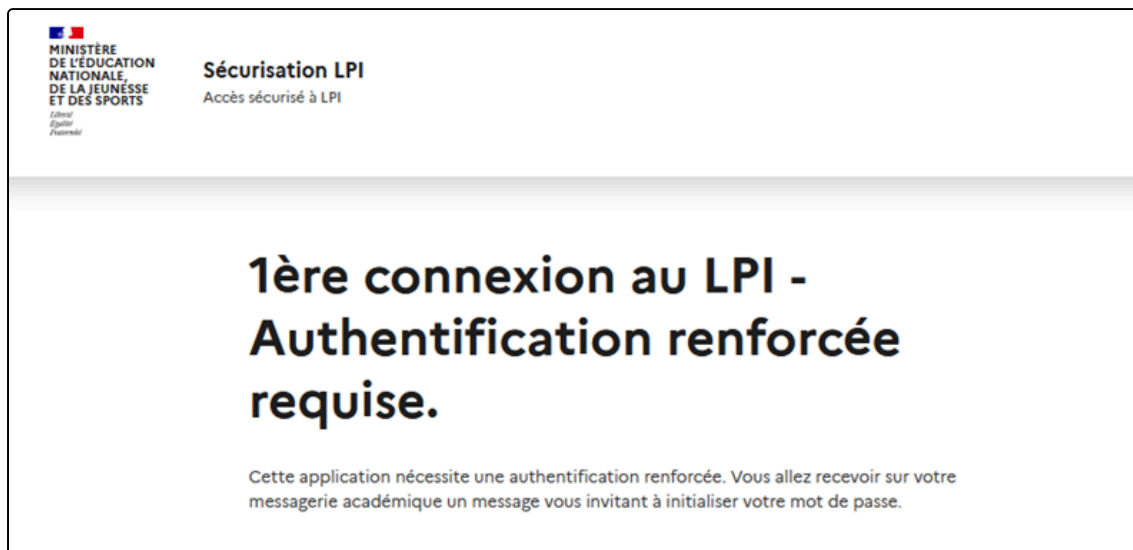 MINISTÈRE
DE L'ÉDUCATION
NATIONALE,
DE LA JEUNESSE
ET DES SPORTS
Liberté
Égalité
Fraternité
Sécurisation LPI
Accès sécurisé à LPI
1ère connexion au LPI -
Authentification renforcée
requise.
Cette application nécessite une authentification renforcée. Vous allez recevoir sur votre
messagerie académique un message vous invitant à initialiser votre mot de passe.